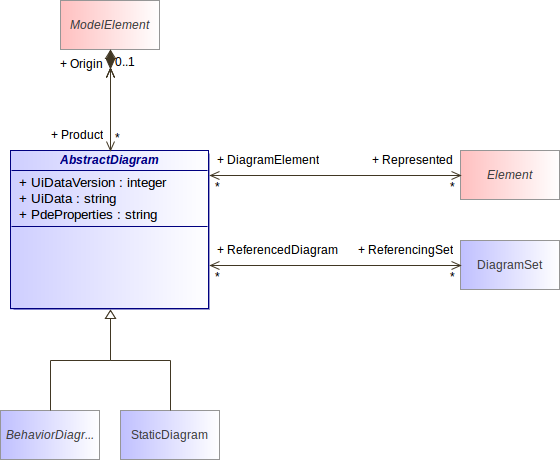 ModelElement
+ Origin
0..1
+ Product
*
AbstractDiagram
+ UiDataVersion : integer
+ UiData : string
+ PdeProperties : string
+ DiagramElement
+ Represented
*
*
Element
+ ReferencedDiagram
+ ReferencingSet
*
*
DiagramSet
BehaviorDiagr...
StaticDiagram